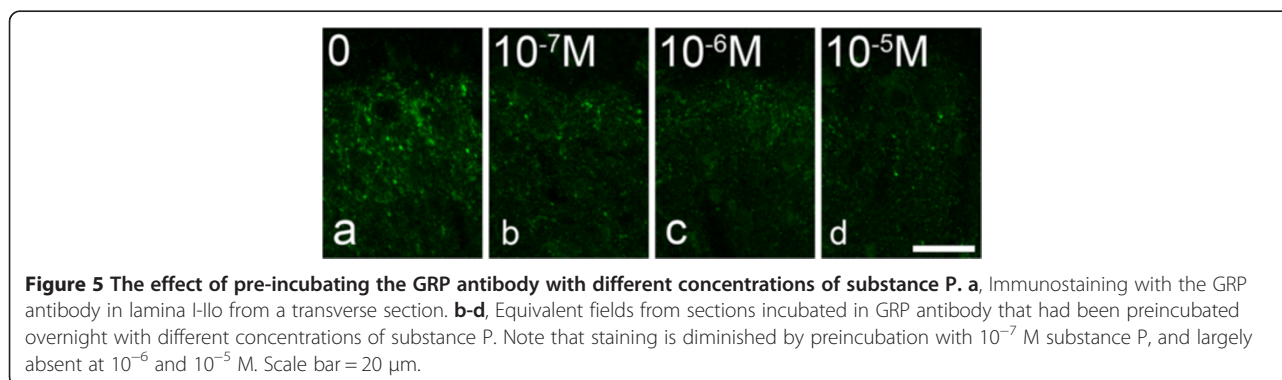 0 10⁻⁷M 10⁻⁶M 10⁻⁵M
a b c d
Figure 5 The effect of pre-incubating the GRP antibody with different concentrations of substance P. a, Immunostaining with the GRP
antibody in lamina I-IIo from a transverse section. b-d, Equivalent fields from sections incubated in GRP antibody that had been preincubated
overnight with different concentrations of substance P. Note that staining is diminished by preincubation with 10⁻⁷ M substance P, and largely
absent at 10⁻⁶ and 10⁻⁵ M. Scale bar = 20 μm.